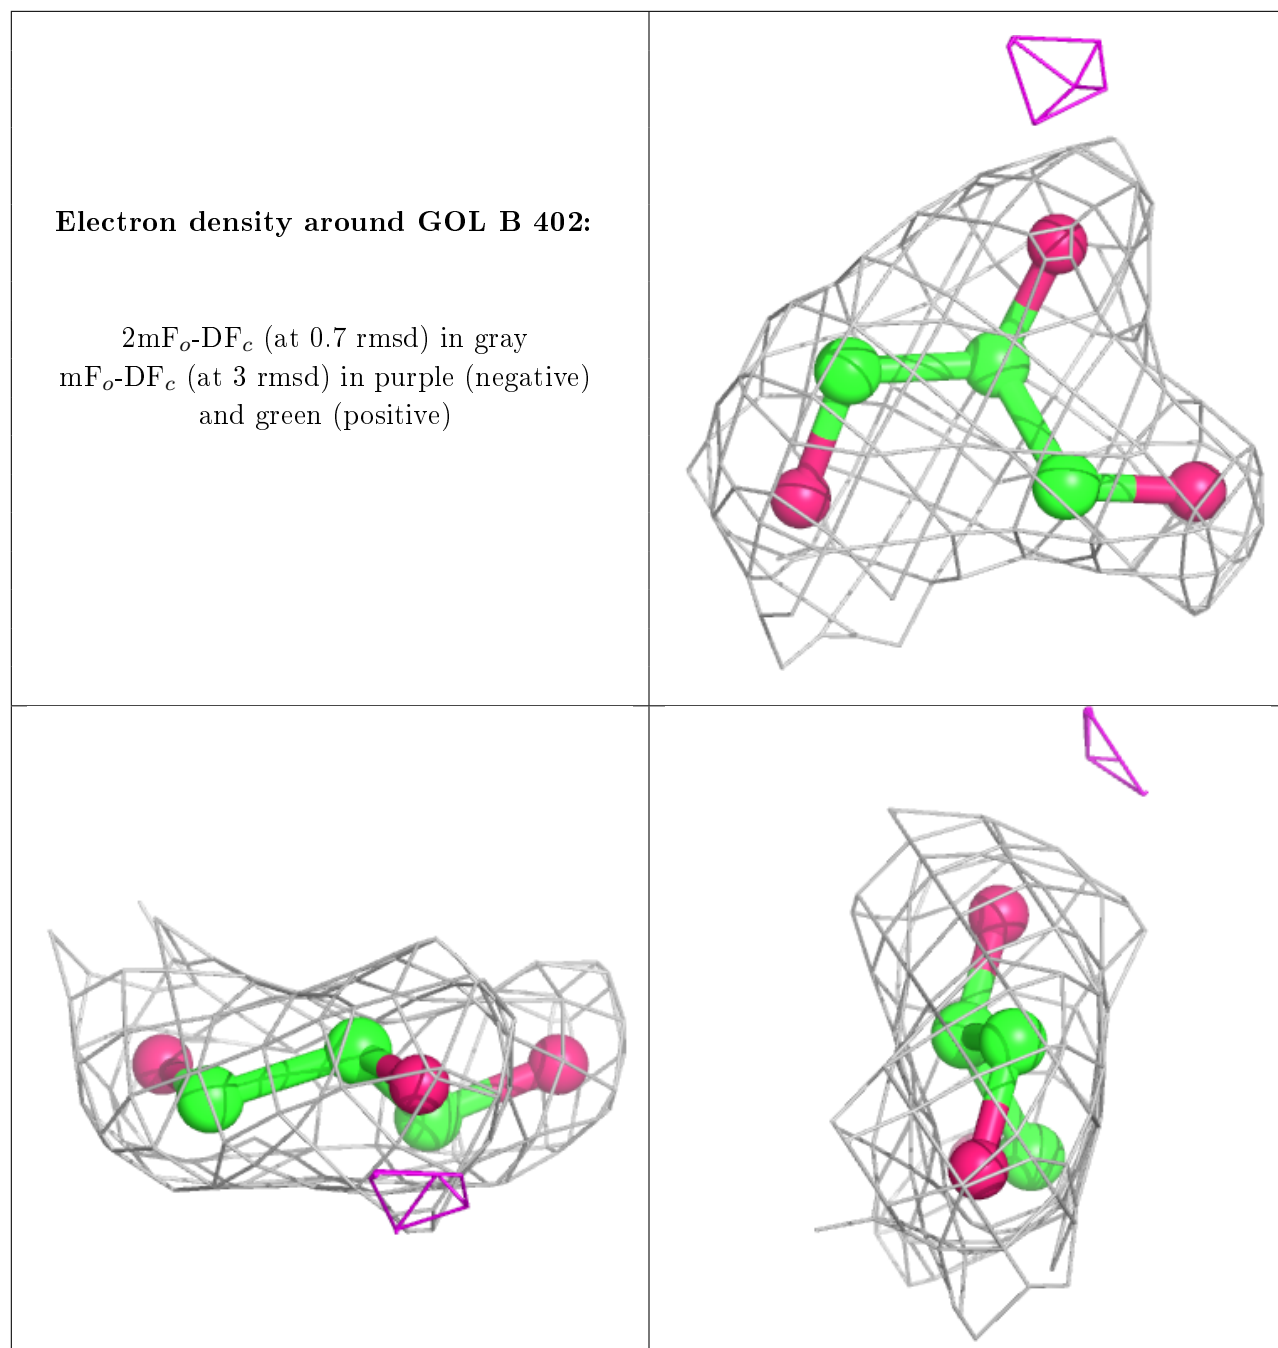 Electron density around GOL B 402:
2mFₒ-DF𝑐 (at 0.7 rmsd) in gray
mFₒ-DF𝑐 (at 3 rmsd) in purple (negative)
and green (positive)